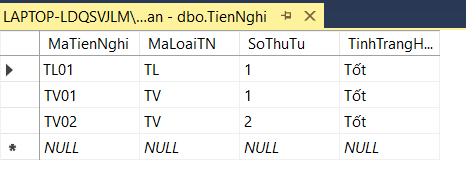 LAPTOP-LDQSVJLM\...an - dbo.TienNghi
MaTienNghi MaLoaiTN SoThuTu TinhTrangH...
TL01 TL 1 Tốt
TV01 TV 1 Tốt
TV02 TV 2 Tốt
NULL NULL NULL NULL